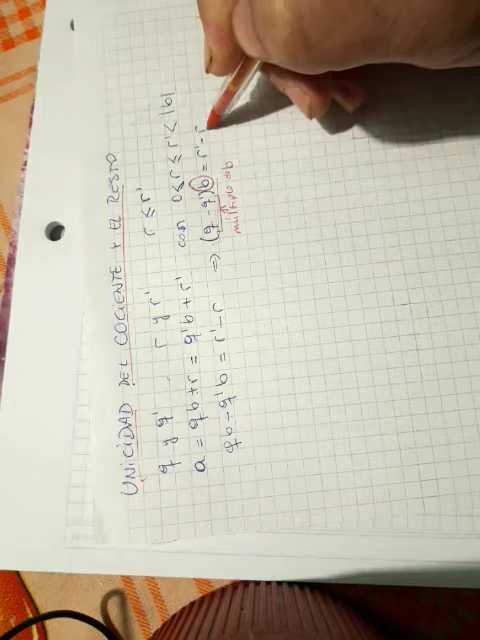 UNICIDAD DEL COCIENTE Y EL RESTO
q y q' , r y r' r ≤ r'
a = qb + r = q'b + r' con 0 ≤ r ≤ r' < |b|
qb - q'b = r' - r ⇒ (q - q')b = r' - r
múltiplo de b